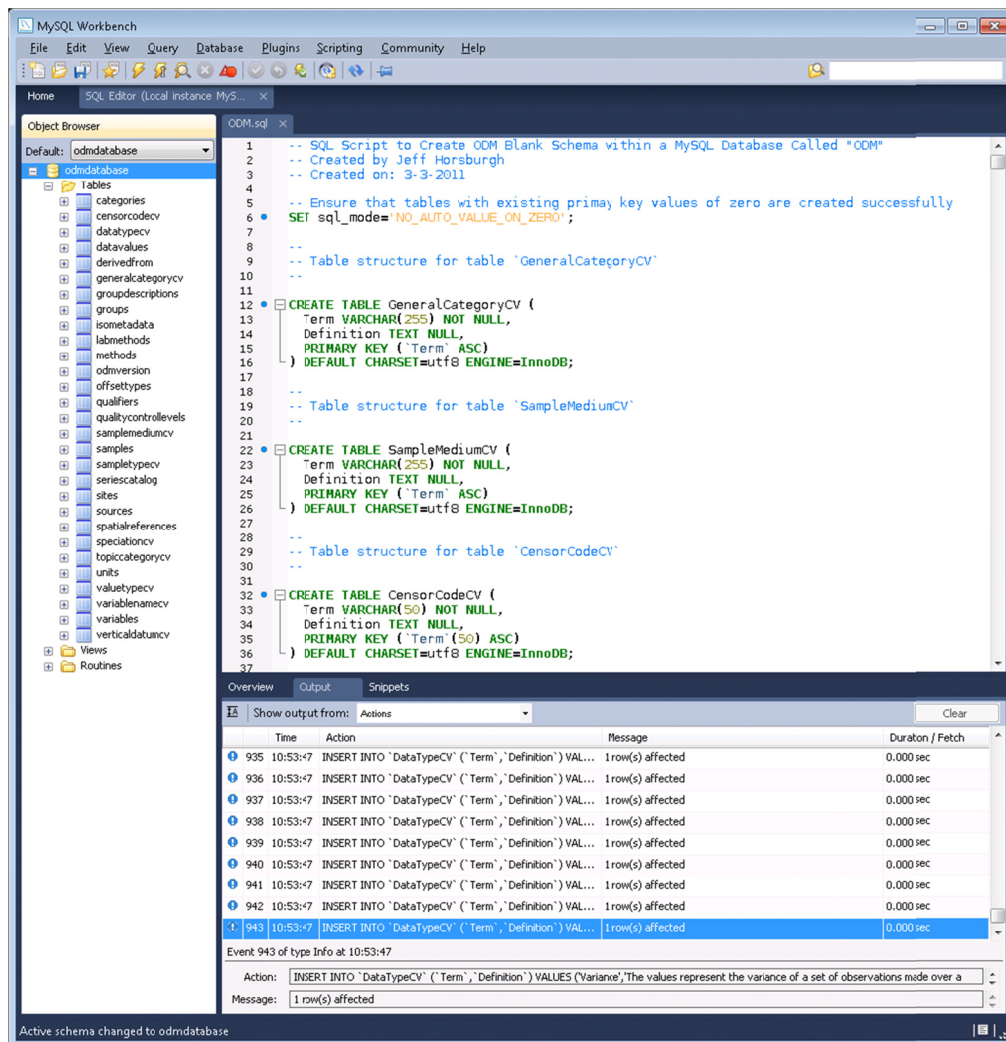 MySQL Workbench
File Edit View Query Database Plugins Scripting Community Help
Home SQL Editor (Local instance MyS... ×
Object Browser
Default: odmdatabase
odmdatabase
Tables
categories
censorcodecv
datatypecv
datavalues
derivedfrom
generalcategorycv
groupdescriptions
groups
isometadata
labmethods
methods
odmversion
offsettypes
qualifiers
qualitycontrollevels
samplemediumcv
samples
sampletypecv
seriescatalog
sites
sources
spatialreferences
speciationcv
topiccategorycv
units
valuetypecv
variablenamecv
variables
verticaldatumcv
Views
Routines
ODM.sql ×
1 -- SQL Script to Create ODM Blank Schema within a MySQL Database Called "ODM"
2 -- Created by Jeff Horsburgh
3 -- Created on: 3-3-2011
4
5 -- Ensure that tables with existing primay key values of zero are created successfully
6 SET sql_mode='NO_AUTO_VALUE_ON_ZERO';
7
8 --
9 -- Table structure for table `GeneralCategoryCV`
10 --
11
12 CREATE TABLE GeneralCategoryCV (
13 Term VARCHAR(255) NOT NULL,
14 Definition TEXT NULL,
15 PRIMARY KEY (`Term` ASC)
16 ) DEFAULT CHARSET=utf8 ENGINE=InnoDB;
17
18 --
19 -- Table structure for table `SampleMediumCV`
20 --
21
22 CREATE TABLE SampleMediumCV (
23 Term VARCHAR(255) NOT NULL,
24 Definition TEXT NULL,
25 PRIMARY KEY (`Term` ASC)
26 ) DEFAULT CHARSET=utf8 ENGINE=InnoDB;
27
28 --
29 -- Table structure for table `CensorCodeCV`
30 --
31
32 CREATE TABLE CensorCodeCV (
33 Term VARCHAR(50) NOT NULL,
34 Definition TEXT NULL,
35 PRIMARY KEY (`Term`(50) ASC)
36 ) DEFAULT CHARSET=utf8 ENGINE=InnoDB;
37
Overview Output Snippets
Show output from: Actions Clear
Time Action Message Duraton / Fetch
935 10:53:47 INSERT INTO `DataTypeCV` (`Term`,`Definition`) VAL... 1 row(s) affected 0.000 sec
936 10:53:47 INSERT INTO `DataTypeCV` (`Term`,`Definition`) VAL... 1 row(s) affected 0.000 sec
937 10:53:47 INSERT INTO `DataTypeCV` (`Term`,`Definition`) VAL... 1 row(s) affected 0.000 sec
938 10:53:47 INSERT INTO `DataTypeCV` (`Term`,`Definition`) VAL... 1 row(s) affected 0.000 sec
939 10:53:47 INSERT INTO `DataTypeCV` (`Term`,`Definition`) VAL... 1 row(s) affected 0.000 sec
940 10:53:47 INSERT INTO `DataTypeCV` (`Term`,`Definition`) VAL... 1 row(s) affected 0.000 sec
941 10:53:47 INSERT INTO `DataTypeCV` (`Term`,`Definition`) VAL... 1 row(s) affected 0.000 sec
942 10:53:47 INSERT INTO `DataTypeCV` (`Term`,`Definition`) VAL... 1 row(s) affected 0.000 sec
943 10:53:47 INSERT INTO `DataTypeCV` (`Term`,`Definition`) VAL... 1 row(s) affected 0.000 sec
Event 943 of type Info at 10:53:47
Action: INSERT INTO `DataTypeCV` (`Term`,`Definition`) VALUES ('Variance','The values represent the variance of a set of observations made over a
Message: 1 row(s) affected
Active schema changed to odmdatabase